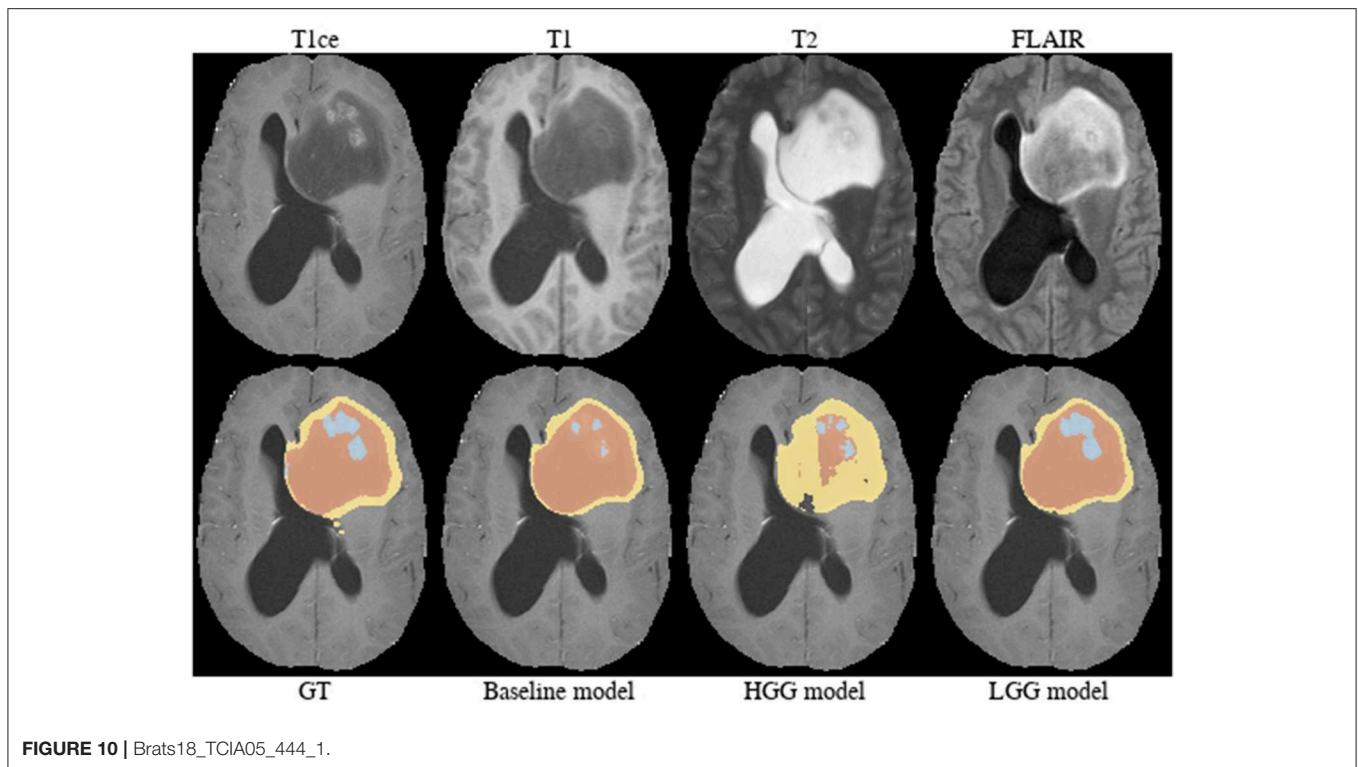 T1ce T1 T2 FLAIR
GT Baseline model HGG model LGG model
FIGURE 10 | Brats18_TCIA05_444_1.